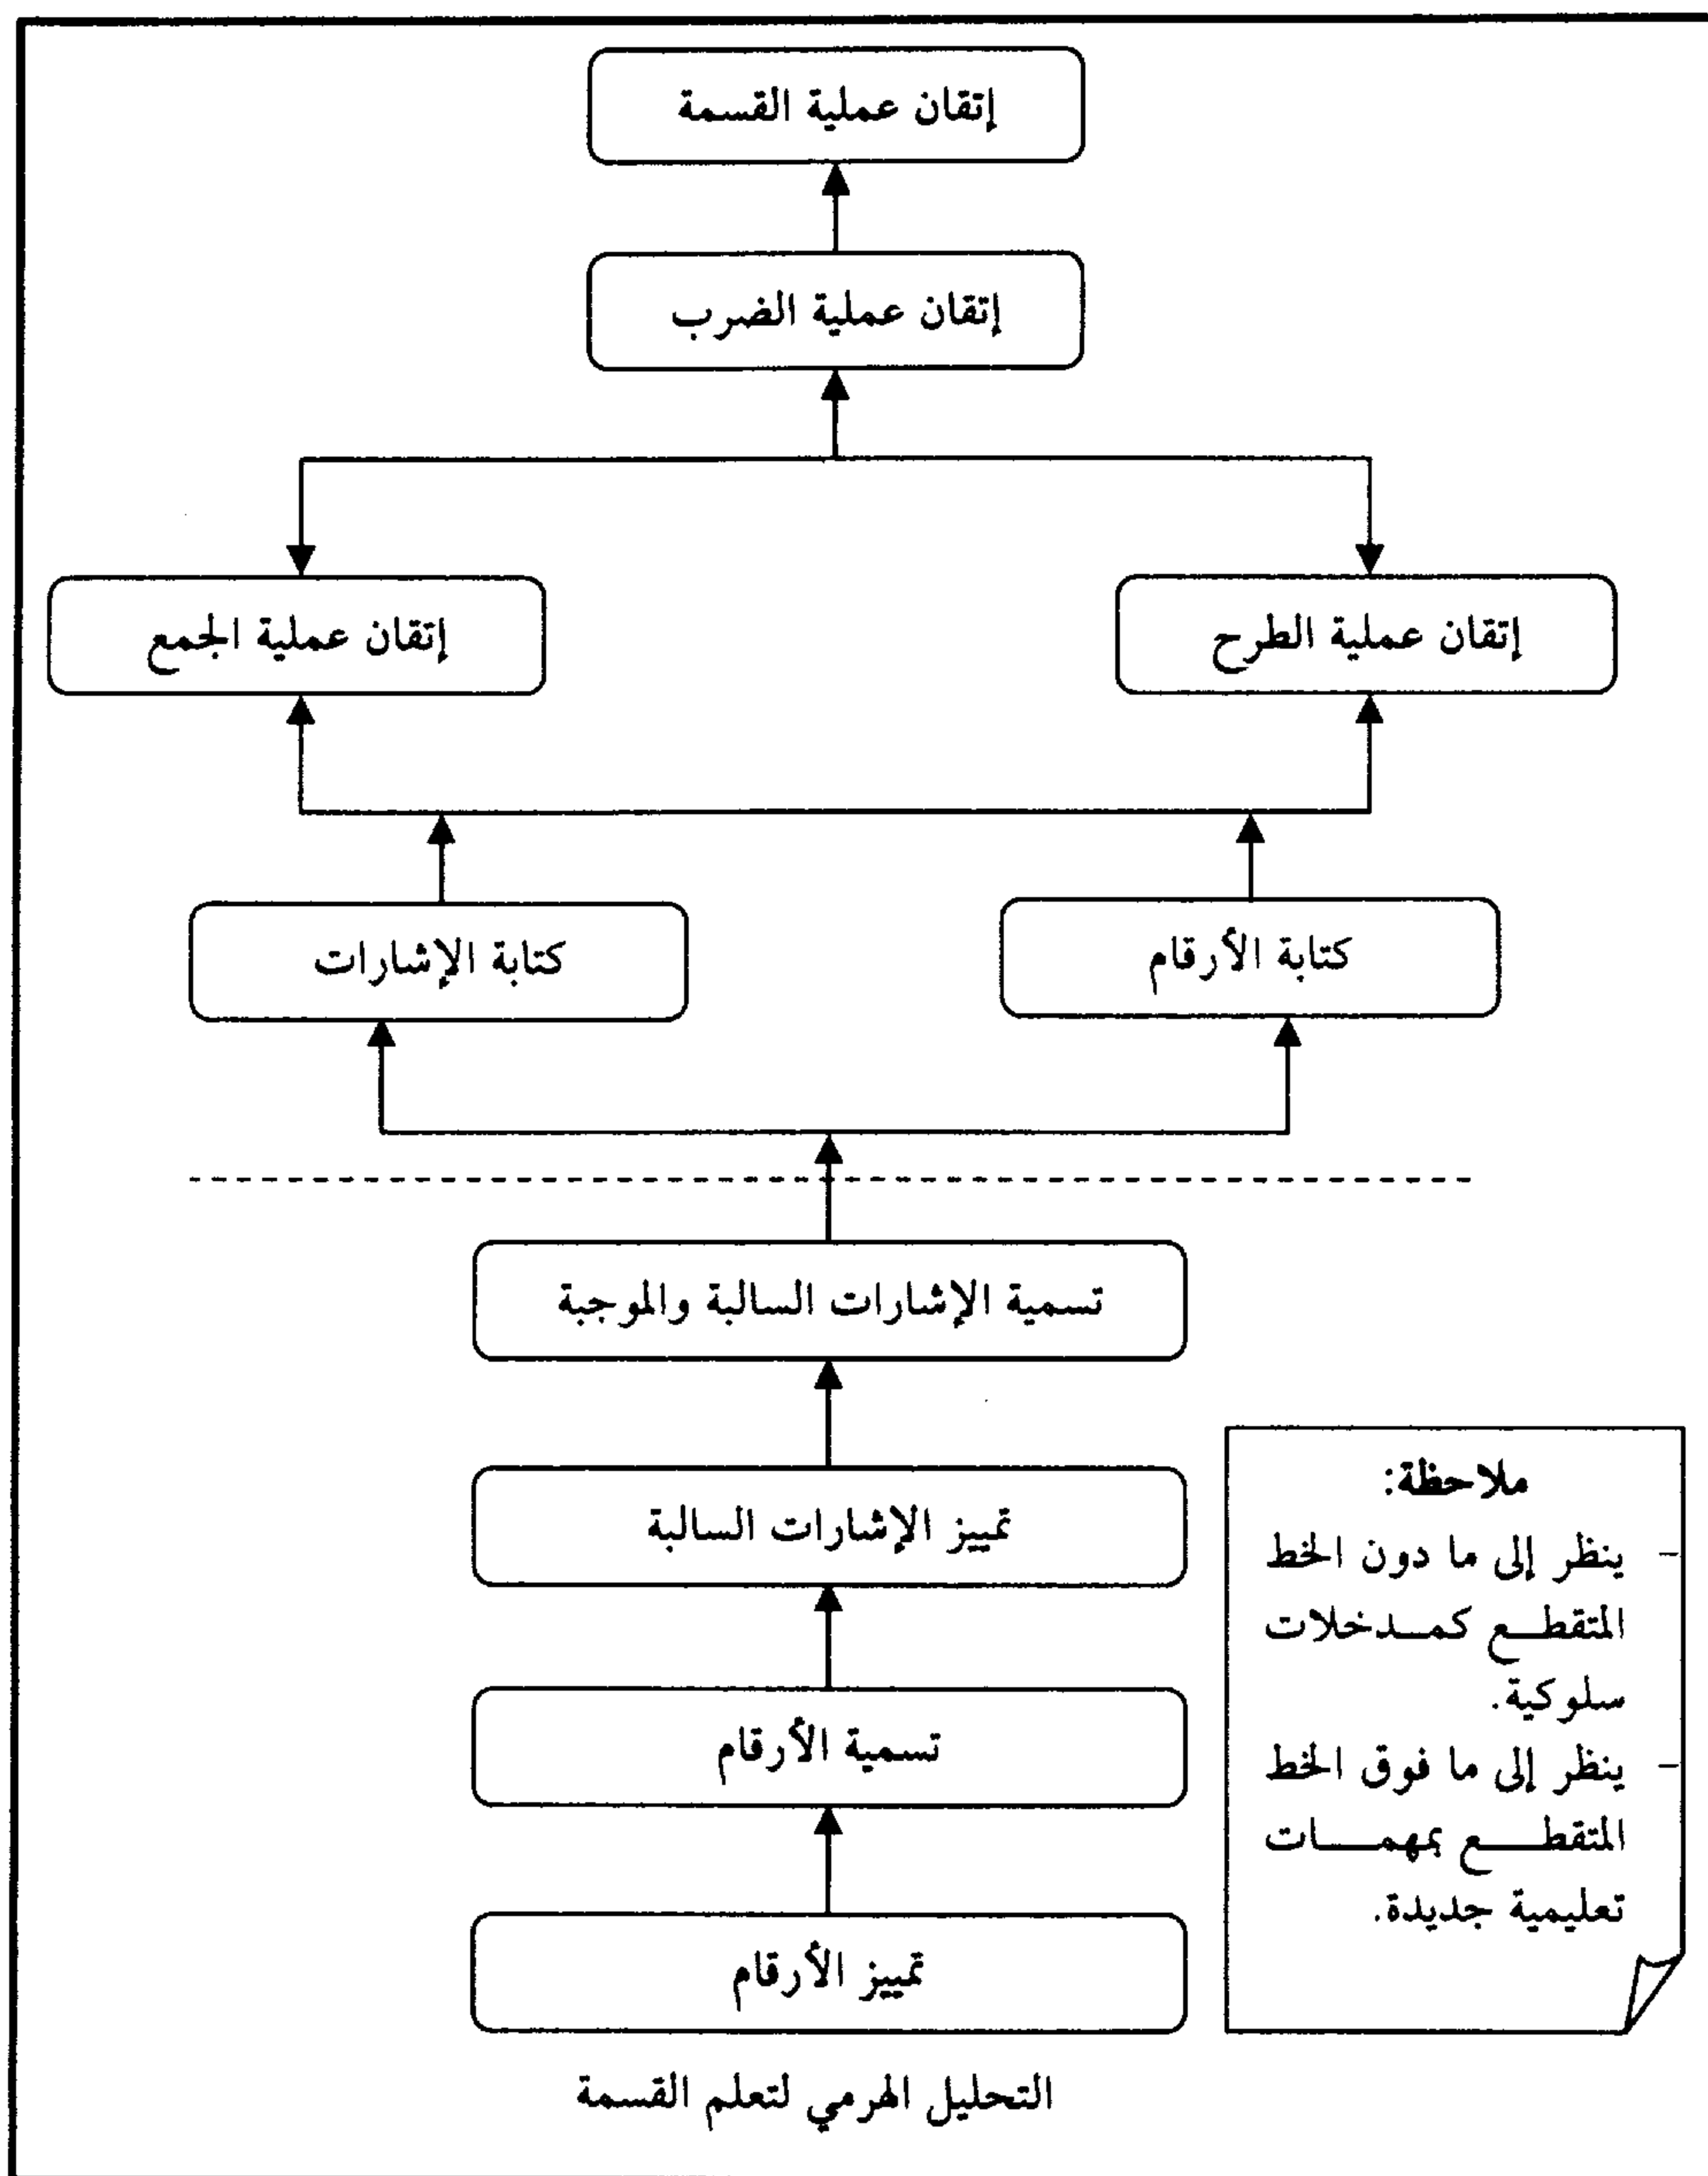 إتقان عملية القسمة
إتقان عملية الضرب
إتقان عملية الطرح
إتقان عملية الجمع
كتابة الأرقام
كتابة الإشارات
تسمية الإشارات السالبة والموجبة
تمييز الإشارات السالبة
تسمية الأرقام
تمييز الأرقام
ملاحظة:
- ينظر إلى ما دون الخط
المتقطع كمدخلات
سلوكية.
- ينظر إلى ما فوق الخط
المتقطع بمهمات
تعليمية جديدة.
التحليل الهرمي لتعلم القسمة